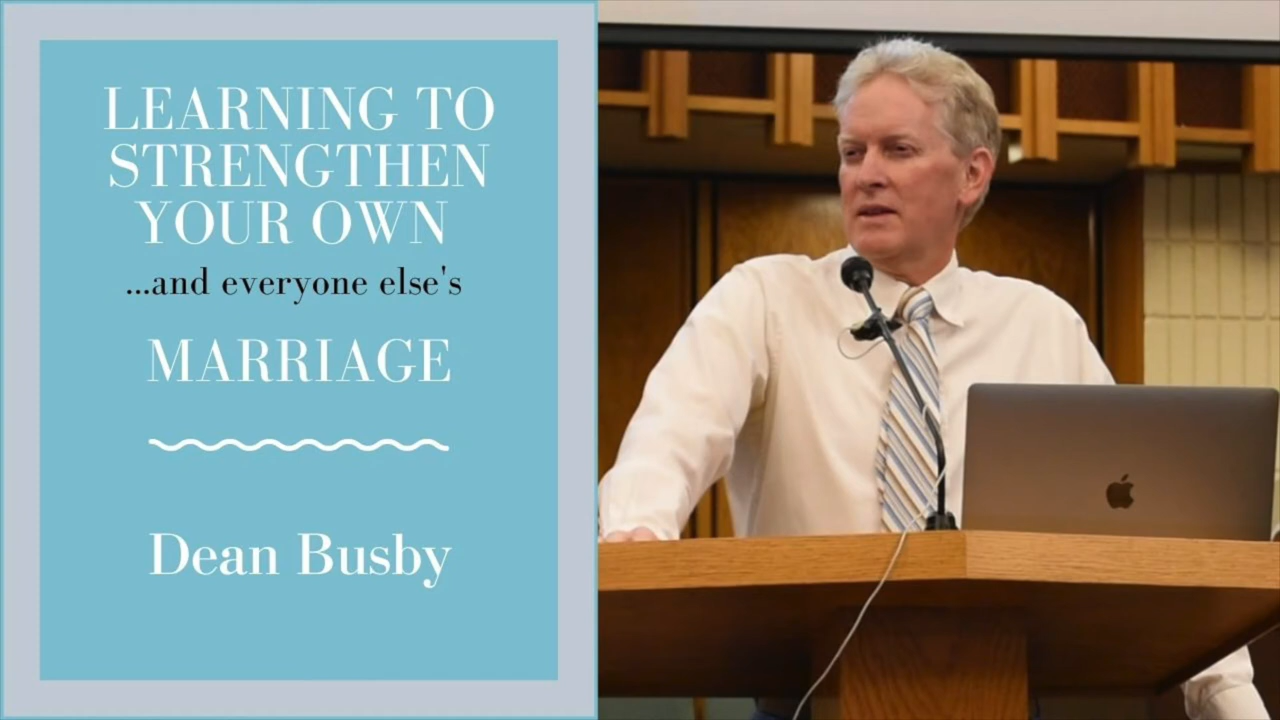 LEARNING TO
STRENGTHEN
YOUR OWN
...and everyone else's
MARRIAGE
Dean Busby